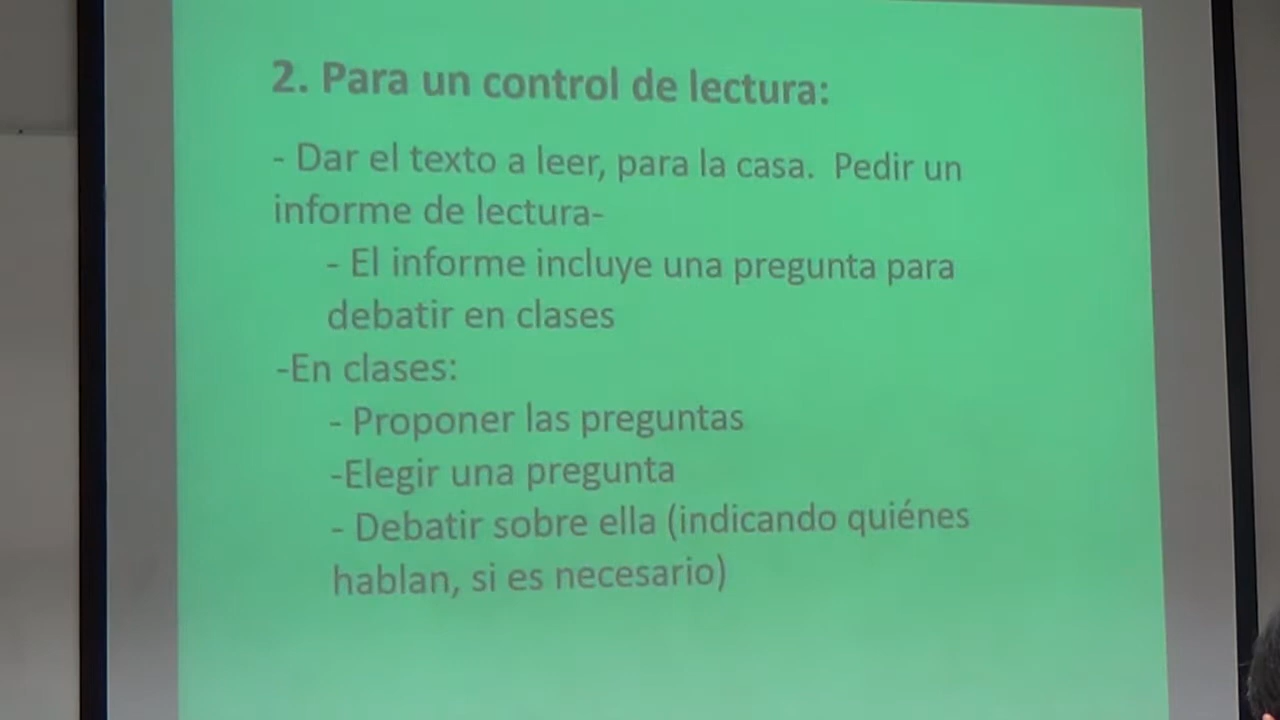 2. Para un control de lectura:
- Dar el texto a leer, para la casa.  Pedir un
informe de lectura-
- El informe incluye una pregunta para
debatir en clases
-En clases:
- Proponer las preguntas
-Elegir una pregunta
- Debatir sobre ella (indicando quiénes
hablan, si es necesario)